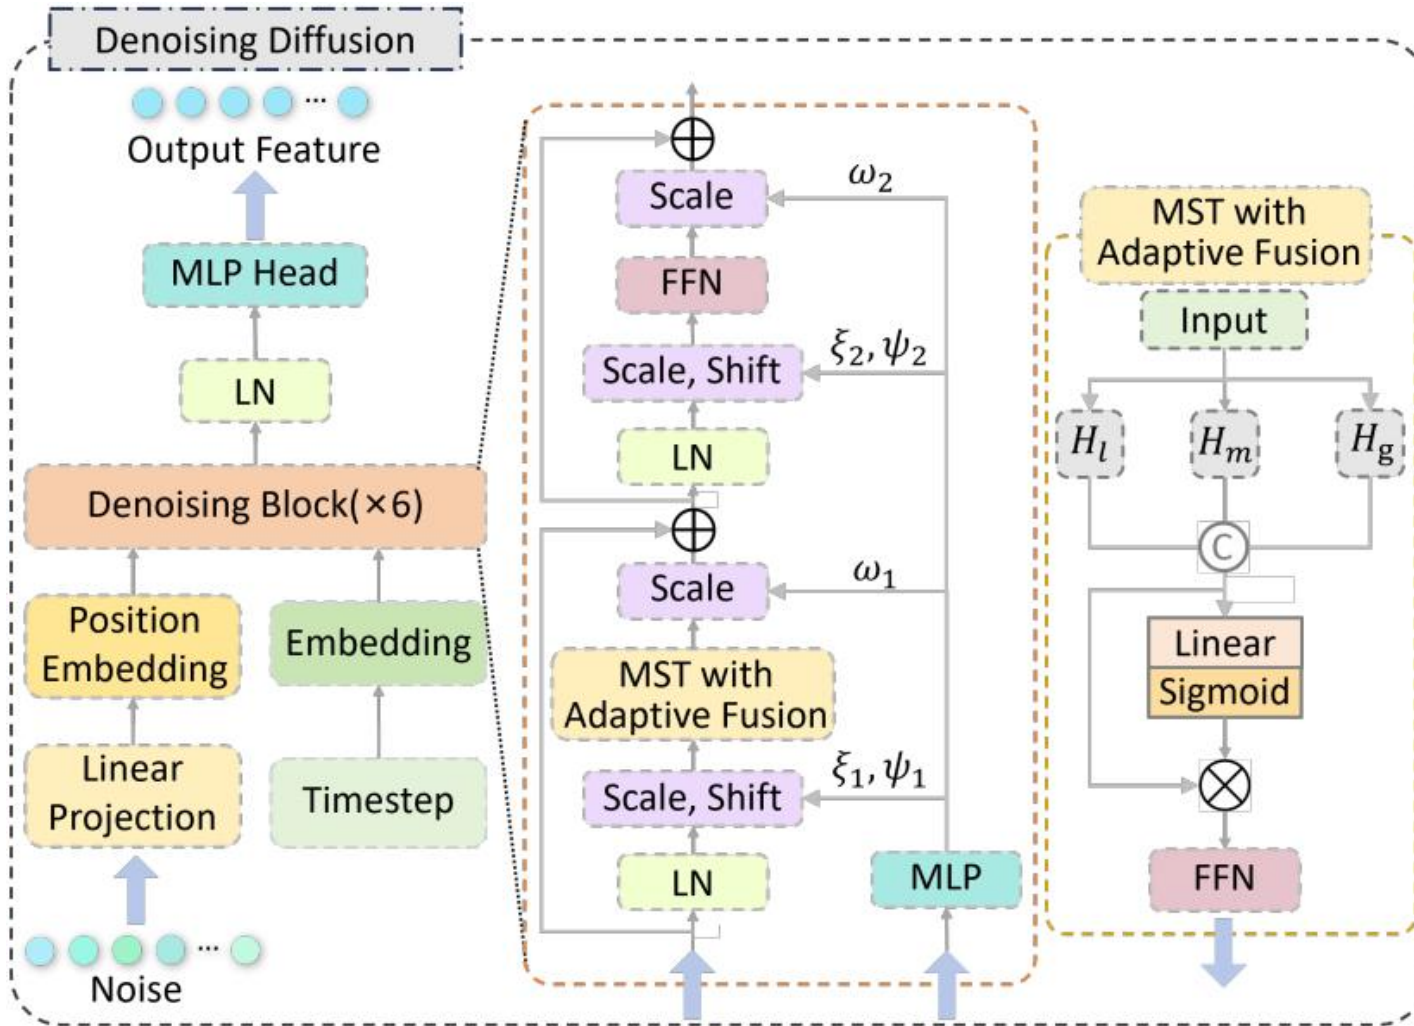 Denoising Diffusion
...
Output Feature
MLP Head
LN
Denoising Block(×6)
Position
Embedding
Embedding
Linear
Projection
Timestep
...
Noise
Scale
ω₂
FFN
Scale, Shift
ξ₂, ψ₂
LN
Scale
ω₁
MST with
Adaptive Fusion
Scale, Shift
ξ₁, ψ₁
LN
MLP
MST with
Adaptive Fusion
Input
Hₗ
Hₘ
H_g
C
Linear
Sigmoid
FFN